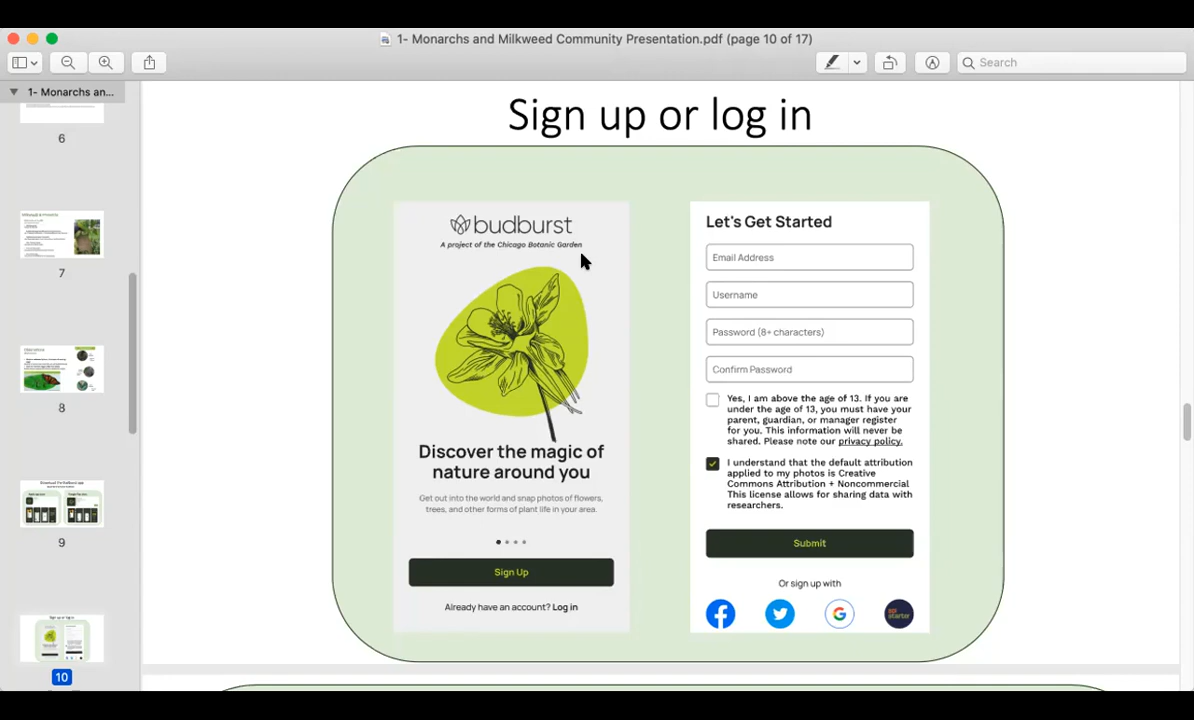 1- Monarchs and Milkweed Community Presentation.pdf (page 10 of 17)
Search
1- Monarchs an...
6
7
8
9
10
Sign up or log in
budburst
A project of the Chicago Botanic Garden
Discover the magic of
nature around you
Get out into the world and snap photos of flowers,
trees, and other forms of plant life in your area.
Sign Up
Already have an account? Log in
Let's Get Started
Email Address
Username
Password (8+ characters)
Confirm Password
Yes, I am above the age of 13. If you are
under the age of 13, you must have your
parent, guardian, or manager register
for you. This information will never be
shared. Please note our privacy policy.
I understand that the default attribution
applied to my photos is Creative
Commons Attribution + Noncommercial
This license allows for sharing data with
researchers.
Submit
Or sign up with
starter